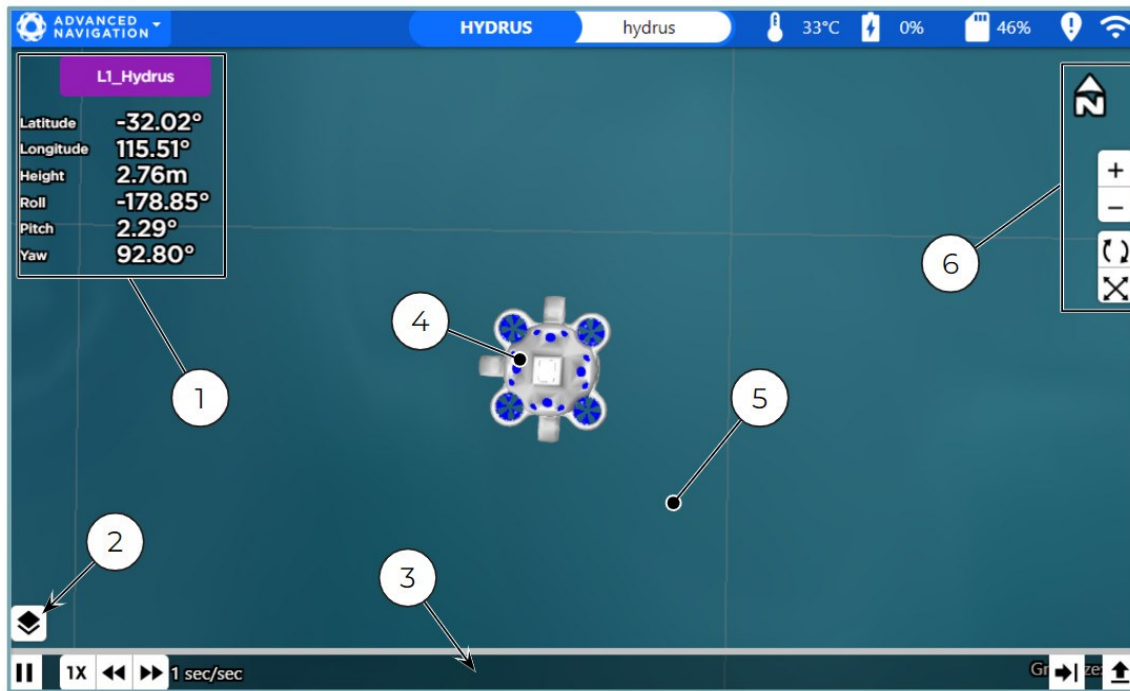 ADVANCED
NAVIGATION
HYDRUS
hydrus
33°C
0%
46%
L1_Hydrus
Latitude -32.02°
Longitude 115.51°
Height 2.76m
Roll -178.85°
Pitch 2.29°
Yaw 92.80°
N
+
−
1
2
3
4
5
6
1X
1 sec/sec